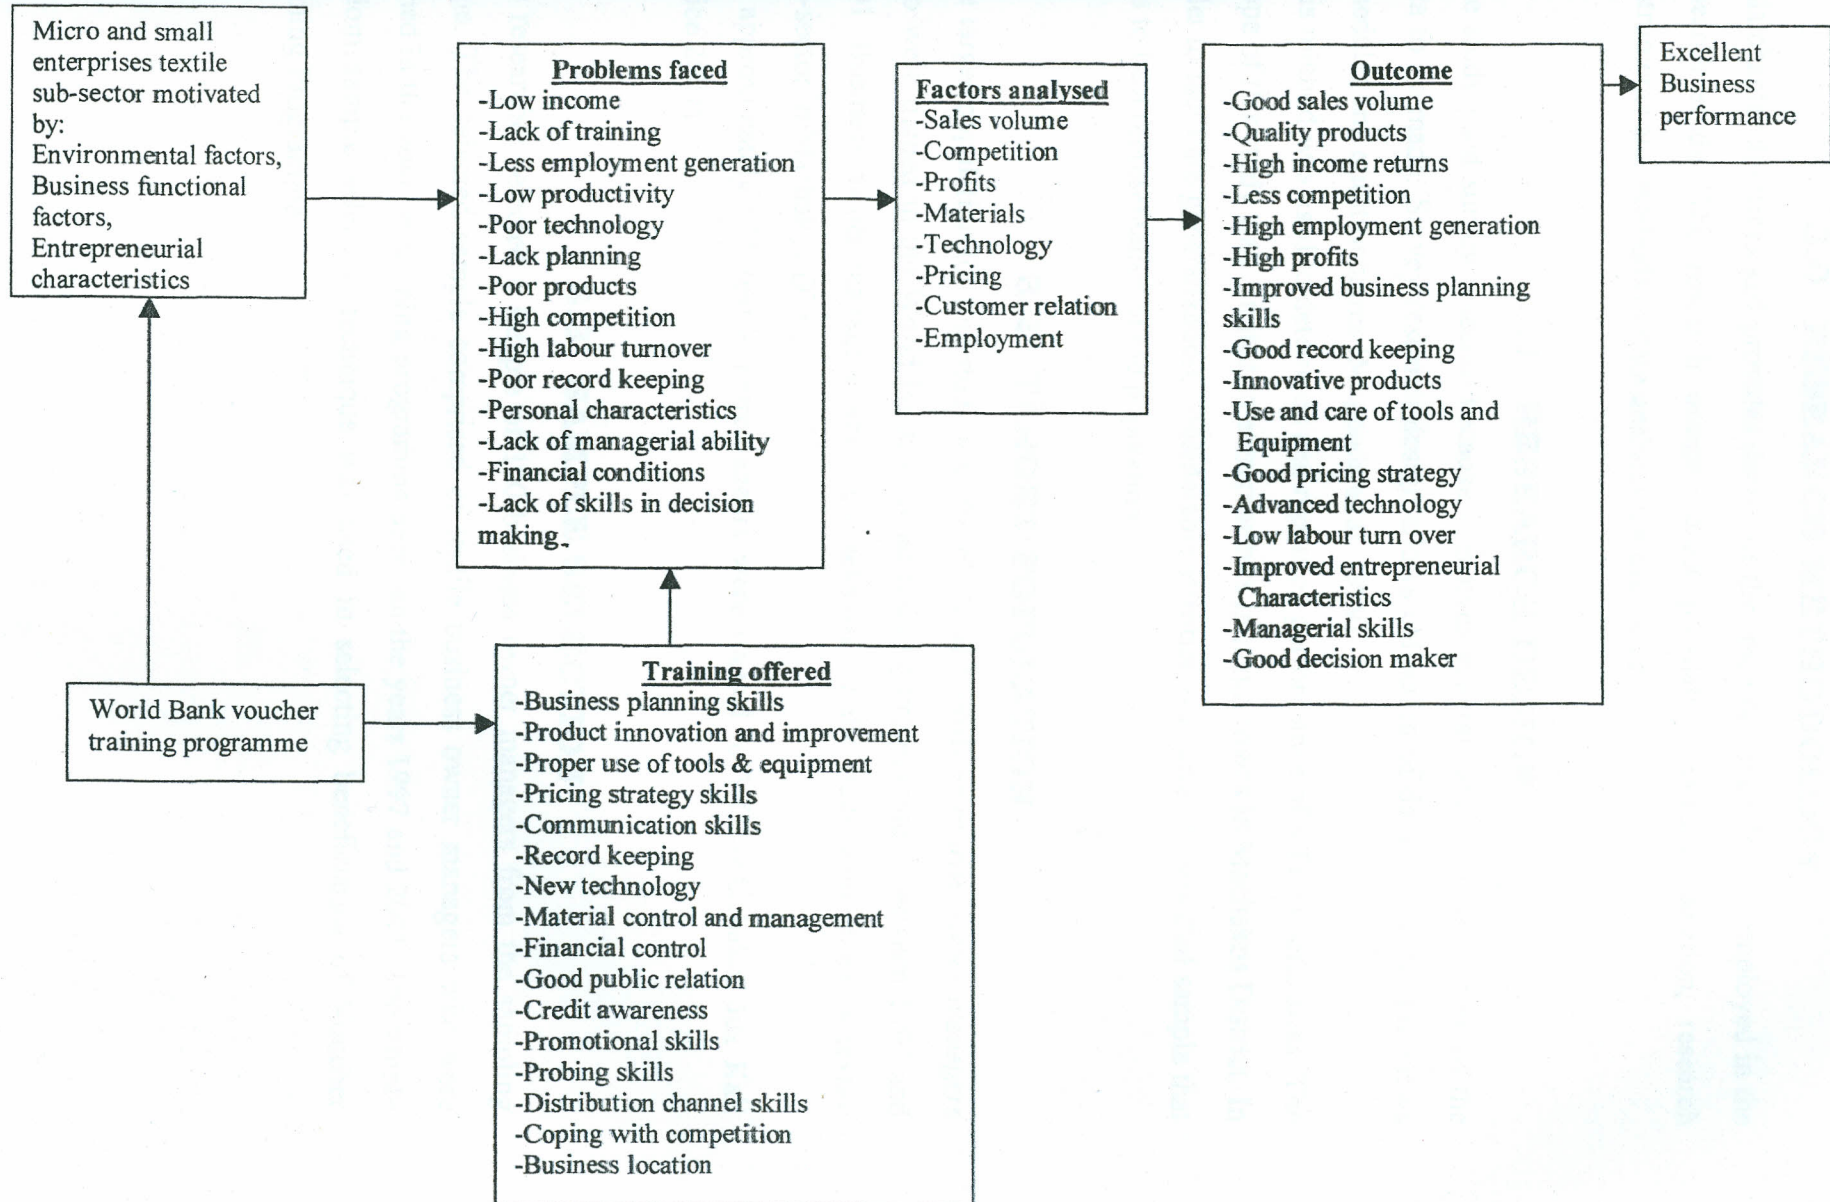 Micro and small
enterprises textile
sub-sector motivated
by:
Environmental factors,
Business functional
factors,
Entrepreneurial
characteristics
Problems faced
-Low income
-Lack of training
-Less employment generation
-Low productivity
-Poor technology
-Lack planning
-Poor products
-High competition
-High labour turnover
-Poor record keeping
-Personal characteristics
-Lack of managerial ability
-Financial conditions
-Lack of skills in decision
making.
Factors analysed
-Sales volume
-Competition
-Profits
-Materials
-Technology
-Pricing
-Customer relation
-Employment
Outcome
-Good sales volume
-Quality products
-High income returns
-Less competition
-High employment generation
-High profits
-Improved business planning
skills
-Good record keeping
-Innovative products
-Use and care of tools and
Equipment
-Good pricing strategy
-Advanced technology
-Low labour turn over
-Improved entrepreneurial
Characteristics
-Managerial skills
-Good decision maker
Excellent
Business
performance
World Bank voucher
training programme
Training offered
-Business planning skills
-Product innovation and improvement
-Proper use of tools & equipment
-Pricing strategy skills
-Communication skills
-Record keeping
-New technology
-Material control and management
-Financial control
-Good public relation
-Credit awareness
-Promotional skills
-Probing skills
-Distribution channel skills
-Coping with competition
-Business location